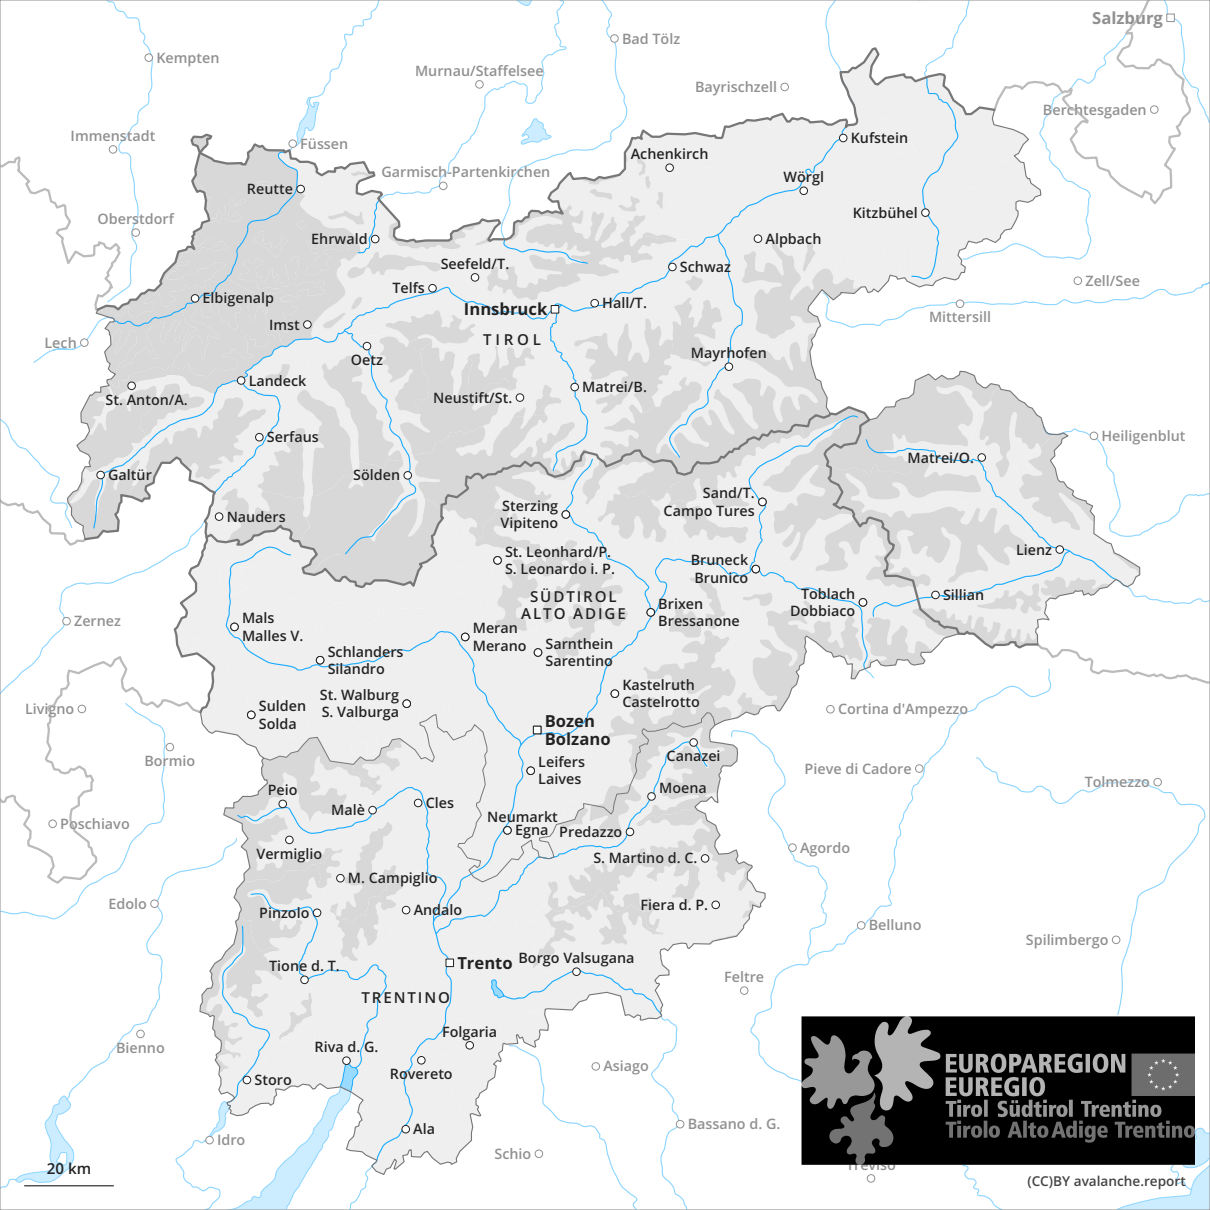 Salzburg
Kempten
Bad Tölz
Murnau/Staffelsee
Bayrischzell
Berchtesgaden
Immenstadt
Füssen
Kufstein
Achenkirch
Garmisch-Partenkirchen
Wörgl
Reutte
Oberstdorf
Kitzbühel
Ehrwald
Alpbach
Seefeld/T.
Schwaz
Zell/See
Telfs
Elbigenalp
Innsbruck
Hall/T.
Mittersill
Imst
TIROL
Lech
Oetz
Mayrhofen
Landeck
Matrei/B.
St. Anton/A.
Neustift/St.
Serfaus
Heiligenblut
Matrei/O.
Galtür
Sölden
Sand/T.
Campo Tures
Nauders
Sterzing
Vipiteno
St. Leonhard/P.
S. Leonardo i. P.
Lienz
Bruneck
Brunico
SÜDTIROL
ALTO ADIGE
Toblach
Dobbiaco
Sillian
Brixen
Bressanone
Zernez
Mals
Malles V.
Meran
Merano
Sarnthein
Sarentino
Schlanders
Silandro
Kastelruth
Castelrotto
St. Walburg
S. Valburga
Sulden
Solda
Livigno
Cortina d'Ampezzo
Bozen
Bolzano
Bormio
Canazei
Leifers
Laives
Pieve di Cadore
Tolmezzo
Peio
Moena
Malè
Cles
Neumarkt
Egna
Predazzo
Poschiavo
Vermiglio
S. Martino d. C.
Agordo
M. Campiglio
Edolo
Pinzolo
Andalo
Fiera d. P.
Belluno
Spilimbergo
Trento
Borgo Valsugana
Tione d. T.
Feltre
TRENTINO
Folgaria
Bienno
Riva d. G.
Rovereto
Asiago
Storo
EUROPAREGION
EUREGIO
Tirol Südtirol Trentino
Tirolo Alto Adige Trentino
Ala
Idro
Bassano d. G.
Schio
Treviso
20 km
(CC)BY avalanche.report